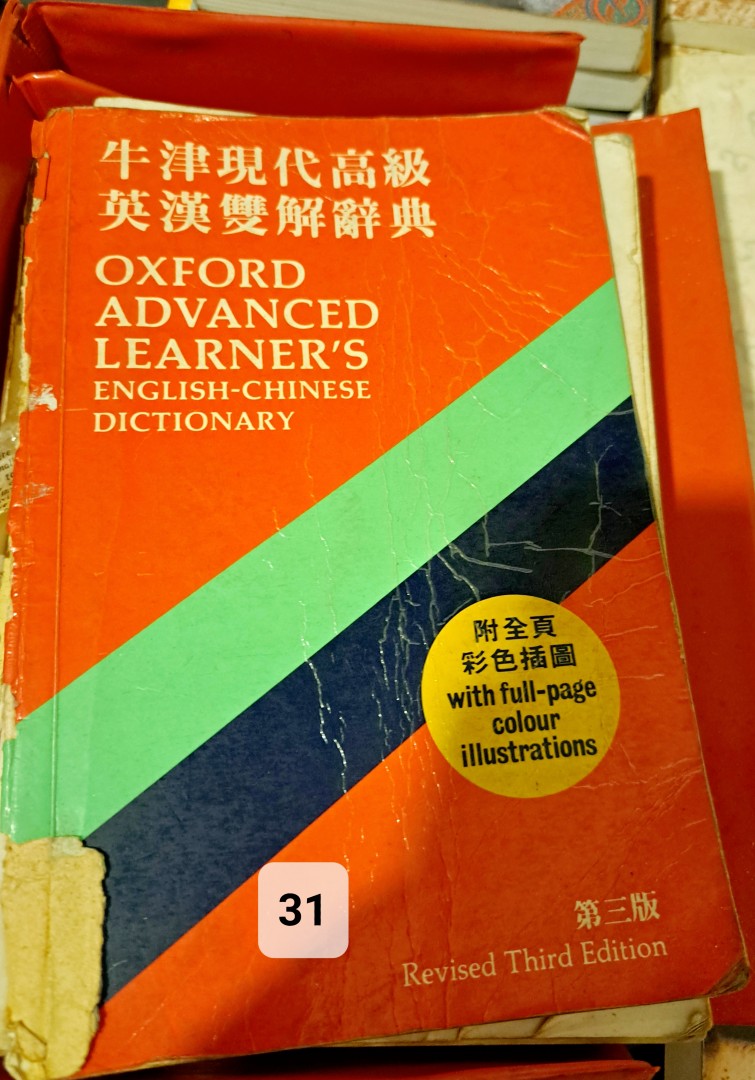 牛津現代高級
英漢雙解辭典
OXFORD
ADVANCED
LEARNER'S
ENGLISH-CHINESE
DICTIONARY
附全頁
彩色插圖
with full-page
colour
illustrations
31
第三版
Revised Third Edition